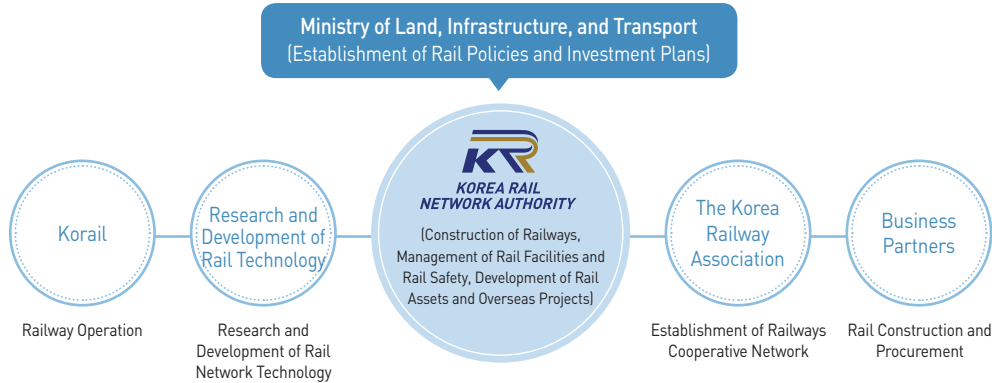 Ministry of Land, Infrastructure, and Transport
(Establishment of Rail Policies and Investment Plans)
KR
KOREA RAIL
NETWORK AUTHORITY
(Construction of Railways,
Management of Rail Facilities and
Rail Safety, Development of Rail
Assets and Overseas Projects)
Korail
Railway Operation
Research and
Development of
Rail Technology
Research and
Development of Rail
Network Technology
The Korea
Railway
Association
Establishment of Railways
Cooperative Network
Business
Partners
Rail Construction and
Procurement